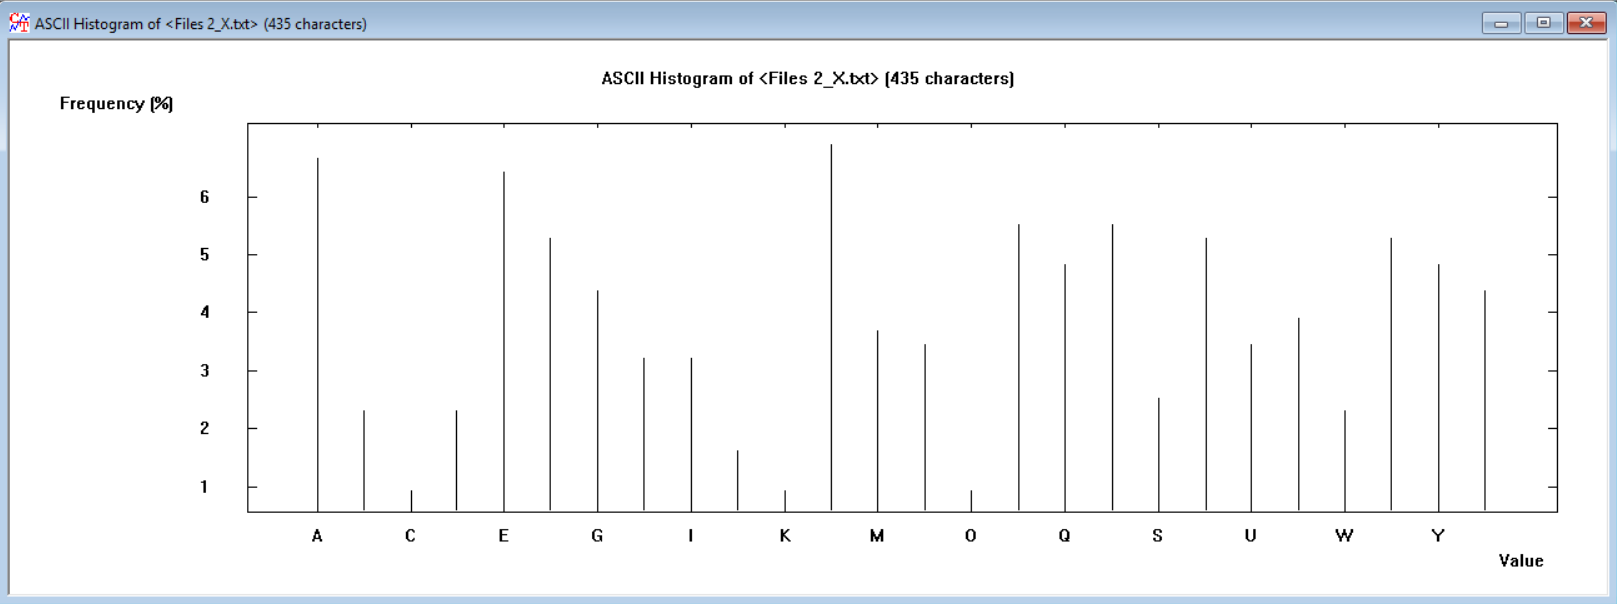 ASCII Histogram of <Files 2_X.txt> (435 characters)
ASCII Histogram of <Files 2_X.txt> (435 characters)
Frequency (%)
6
5
4
3
2
1
A C E G I K M O Q S U W Y
Value